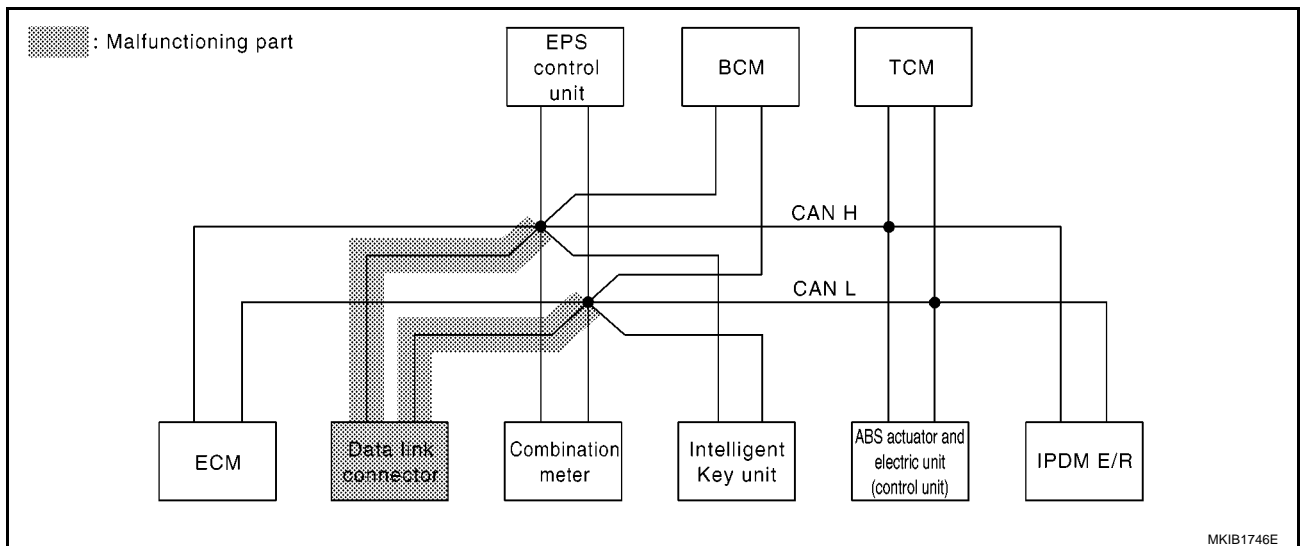 : Malfunctioning part
EPS
control
unit
BCM
TCM
CAN H
CAN L
ECM
Data link
connector
Combination
meter
Intelligent
Key unit
ABS actuator and
electric unit
(control unit)
IPDM E/R
MKIB1746E